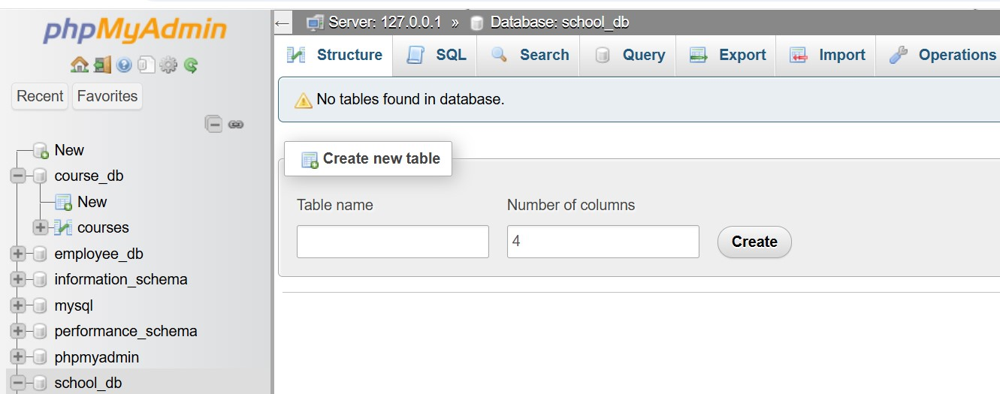 phpMyAdmin
Recent Favorites
New
course_db
New
courses
employee_db
information_schema
mysql
performance_schema
phpmyadmin
school_db
Server: 127.0.0.1 » Database: school_db
Structure SQL Search Query Export Import Operations
No tables found in database.
Create new table
Table name Number of columns
4 Create